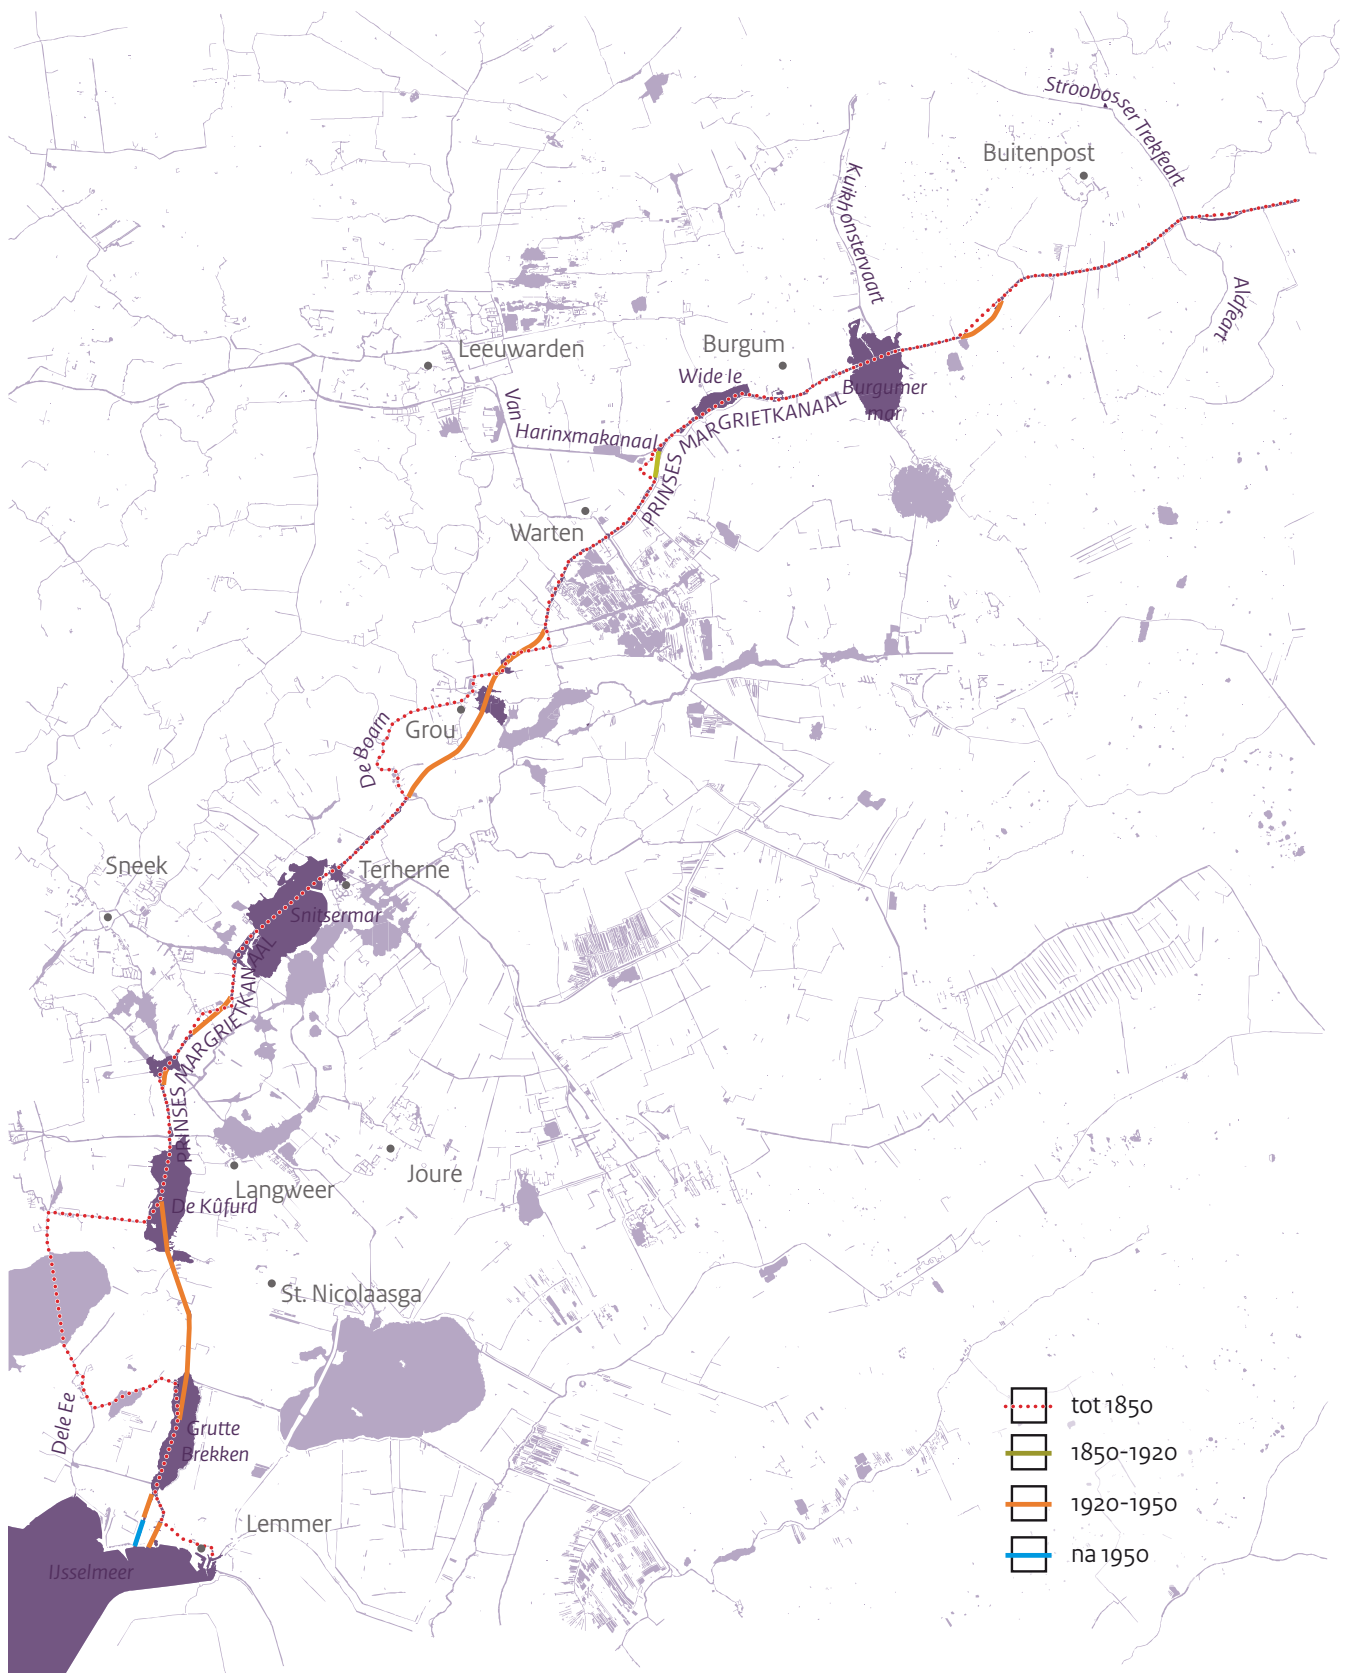 Stroobosser Trekfeart
Buitenpost
Kuikhonstervaart
Aldfeart
Leeuwarden
Burgum
Wide Ie
Burgumer
mar
Van
Harinxmakanaal
PRINSES MARGRIETKANAAL
Warten
De Boarn
Grou
Sneek
Terherne
Snitsermar
PRINSES MARGRIETKANAAL
Joure
Langweer
De Kûfurd
St. Nicolaasga
Dele Ee
Grutte
Brekken
Lemmer
IJsselmeer
tot 1850
1850-1920
1920-1950
na 1950